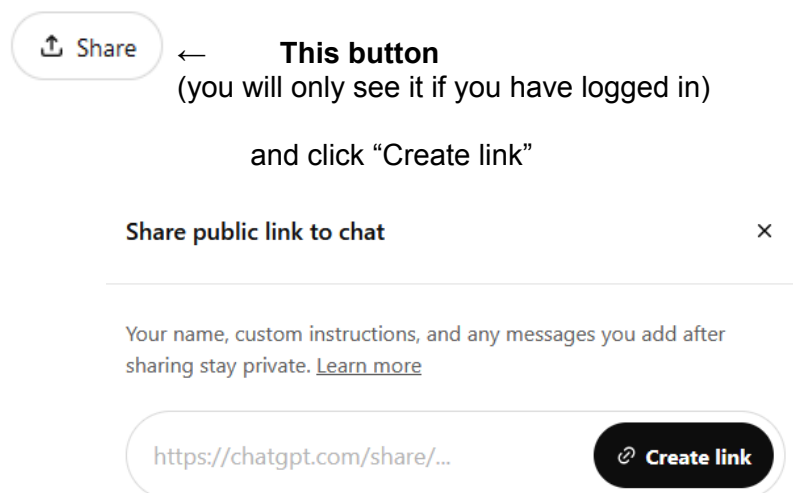 Share ← This button
(you will only see it if you have logged in)
and click “Create link”
Share public link to chat ×
Your name, custom instructions, and any messages you add after
sharing stay private. Learn more
https://chatgpt.com/share/... Create link